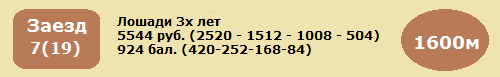 Заезд
7(19)
Лошади 3х лет
5544 руб. (2520 - 1512 - 1008 - 504)
924 бал. (420-252-168-84)
1600м